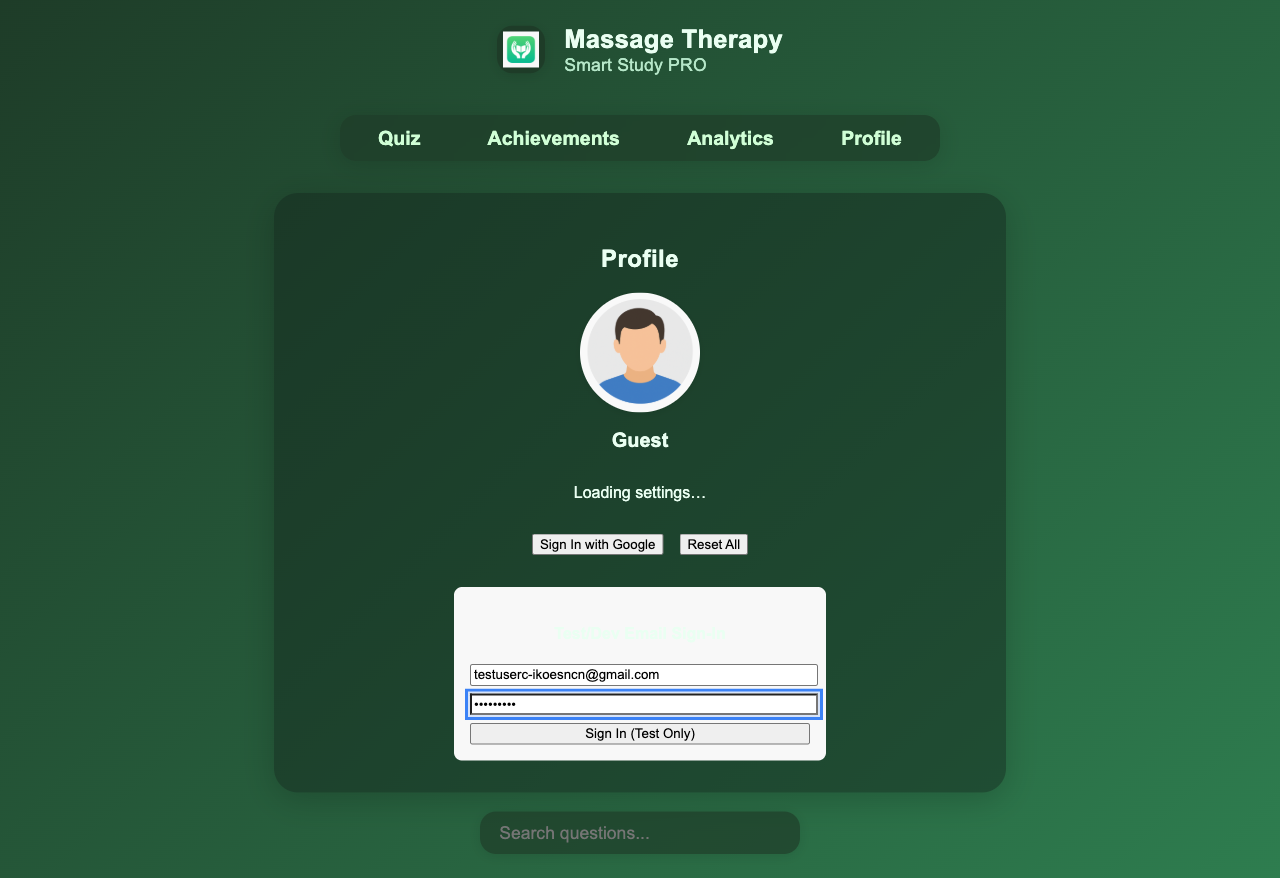 Massage Therapy
Smart Study PRO
Quiz Achievements Analytics Profile
Profile
Guest
Loading settings…
Sign In with Google Reset All
testuserc-ikoesncn@gmail.com
•••••••••
Sign In (Test Only)
Search questions...